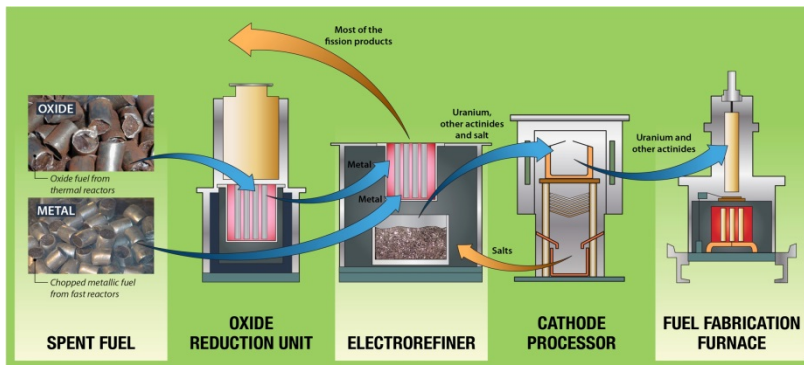 Most of the
fission products
OXIDE
Oxide fuel from
thermal reactors
METAL
Chopped metallic fuel
from fast reactors
SPENT FUEL
OXIDE
REDUCTION UNIT
Metal
Metal
ELECTROREFINER
Uranium,
other actinides
and salt
Salts
CATHODE
PROCESSOR
Uranium and
other actinides
FUEL FABRICATION
FURNACE